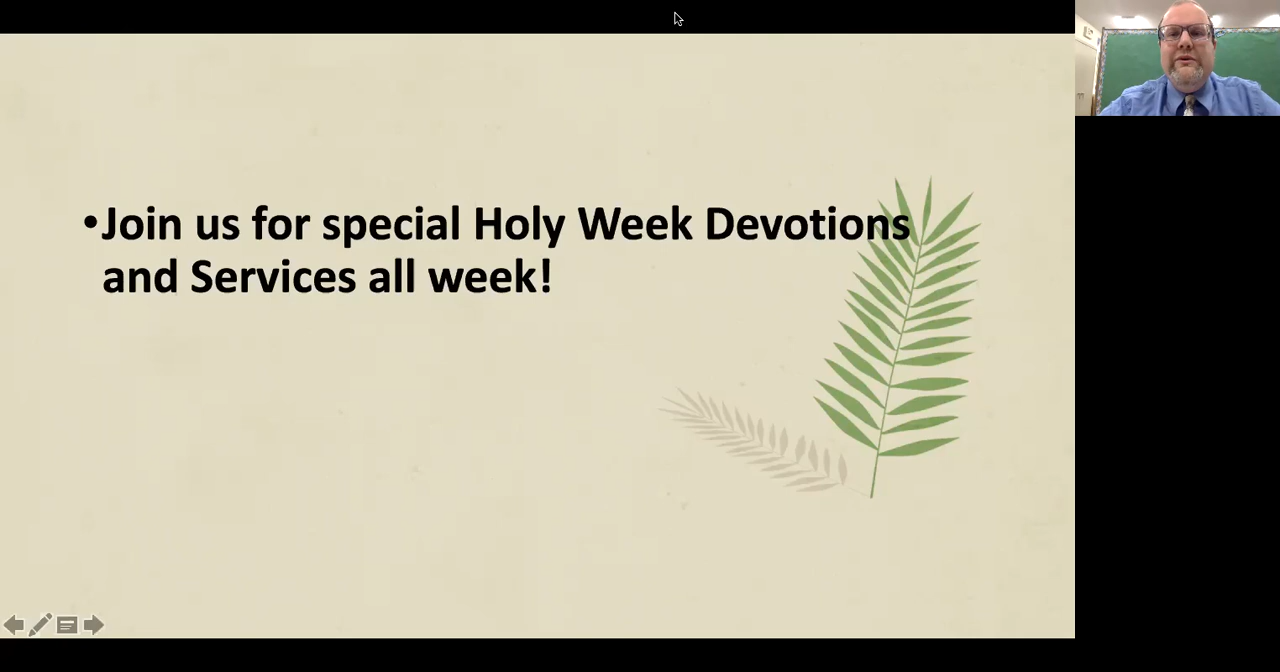 •Join us for special Holy Week Devotions
and Services all week!